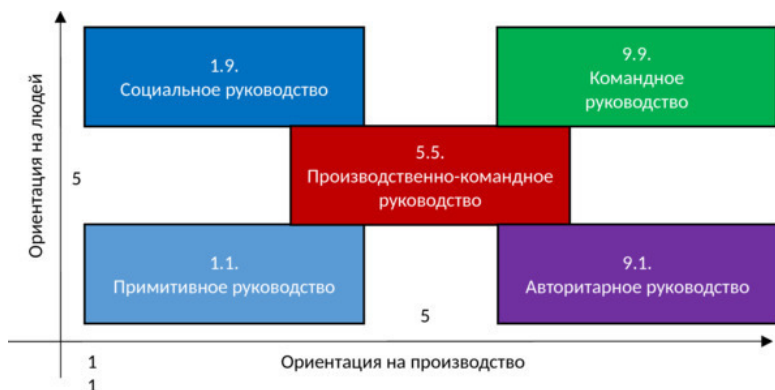 Ориентация на людей
1.9.
Социальное руководство
9.9.
Командное
руководство
5
5.5.
Производственно-командное
руководство
1.1.
Примитивное руководство
9.1.
Авторитарное руководство
5
1
Ориентация на производство
1